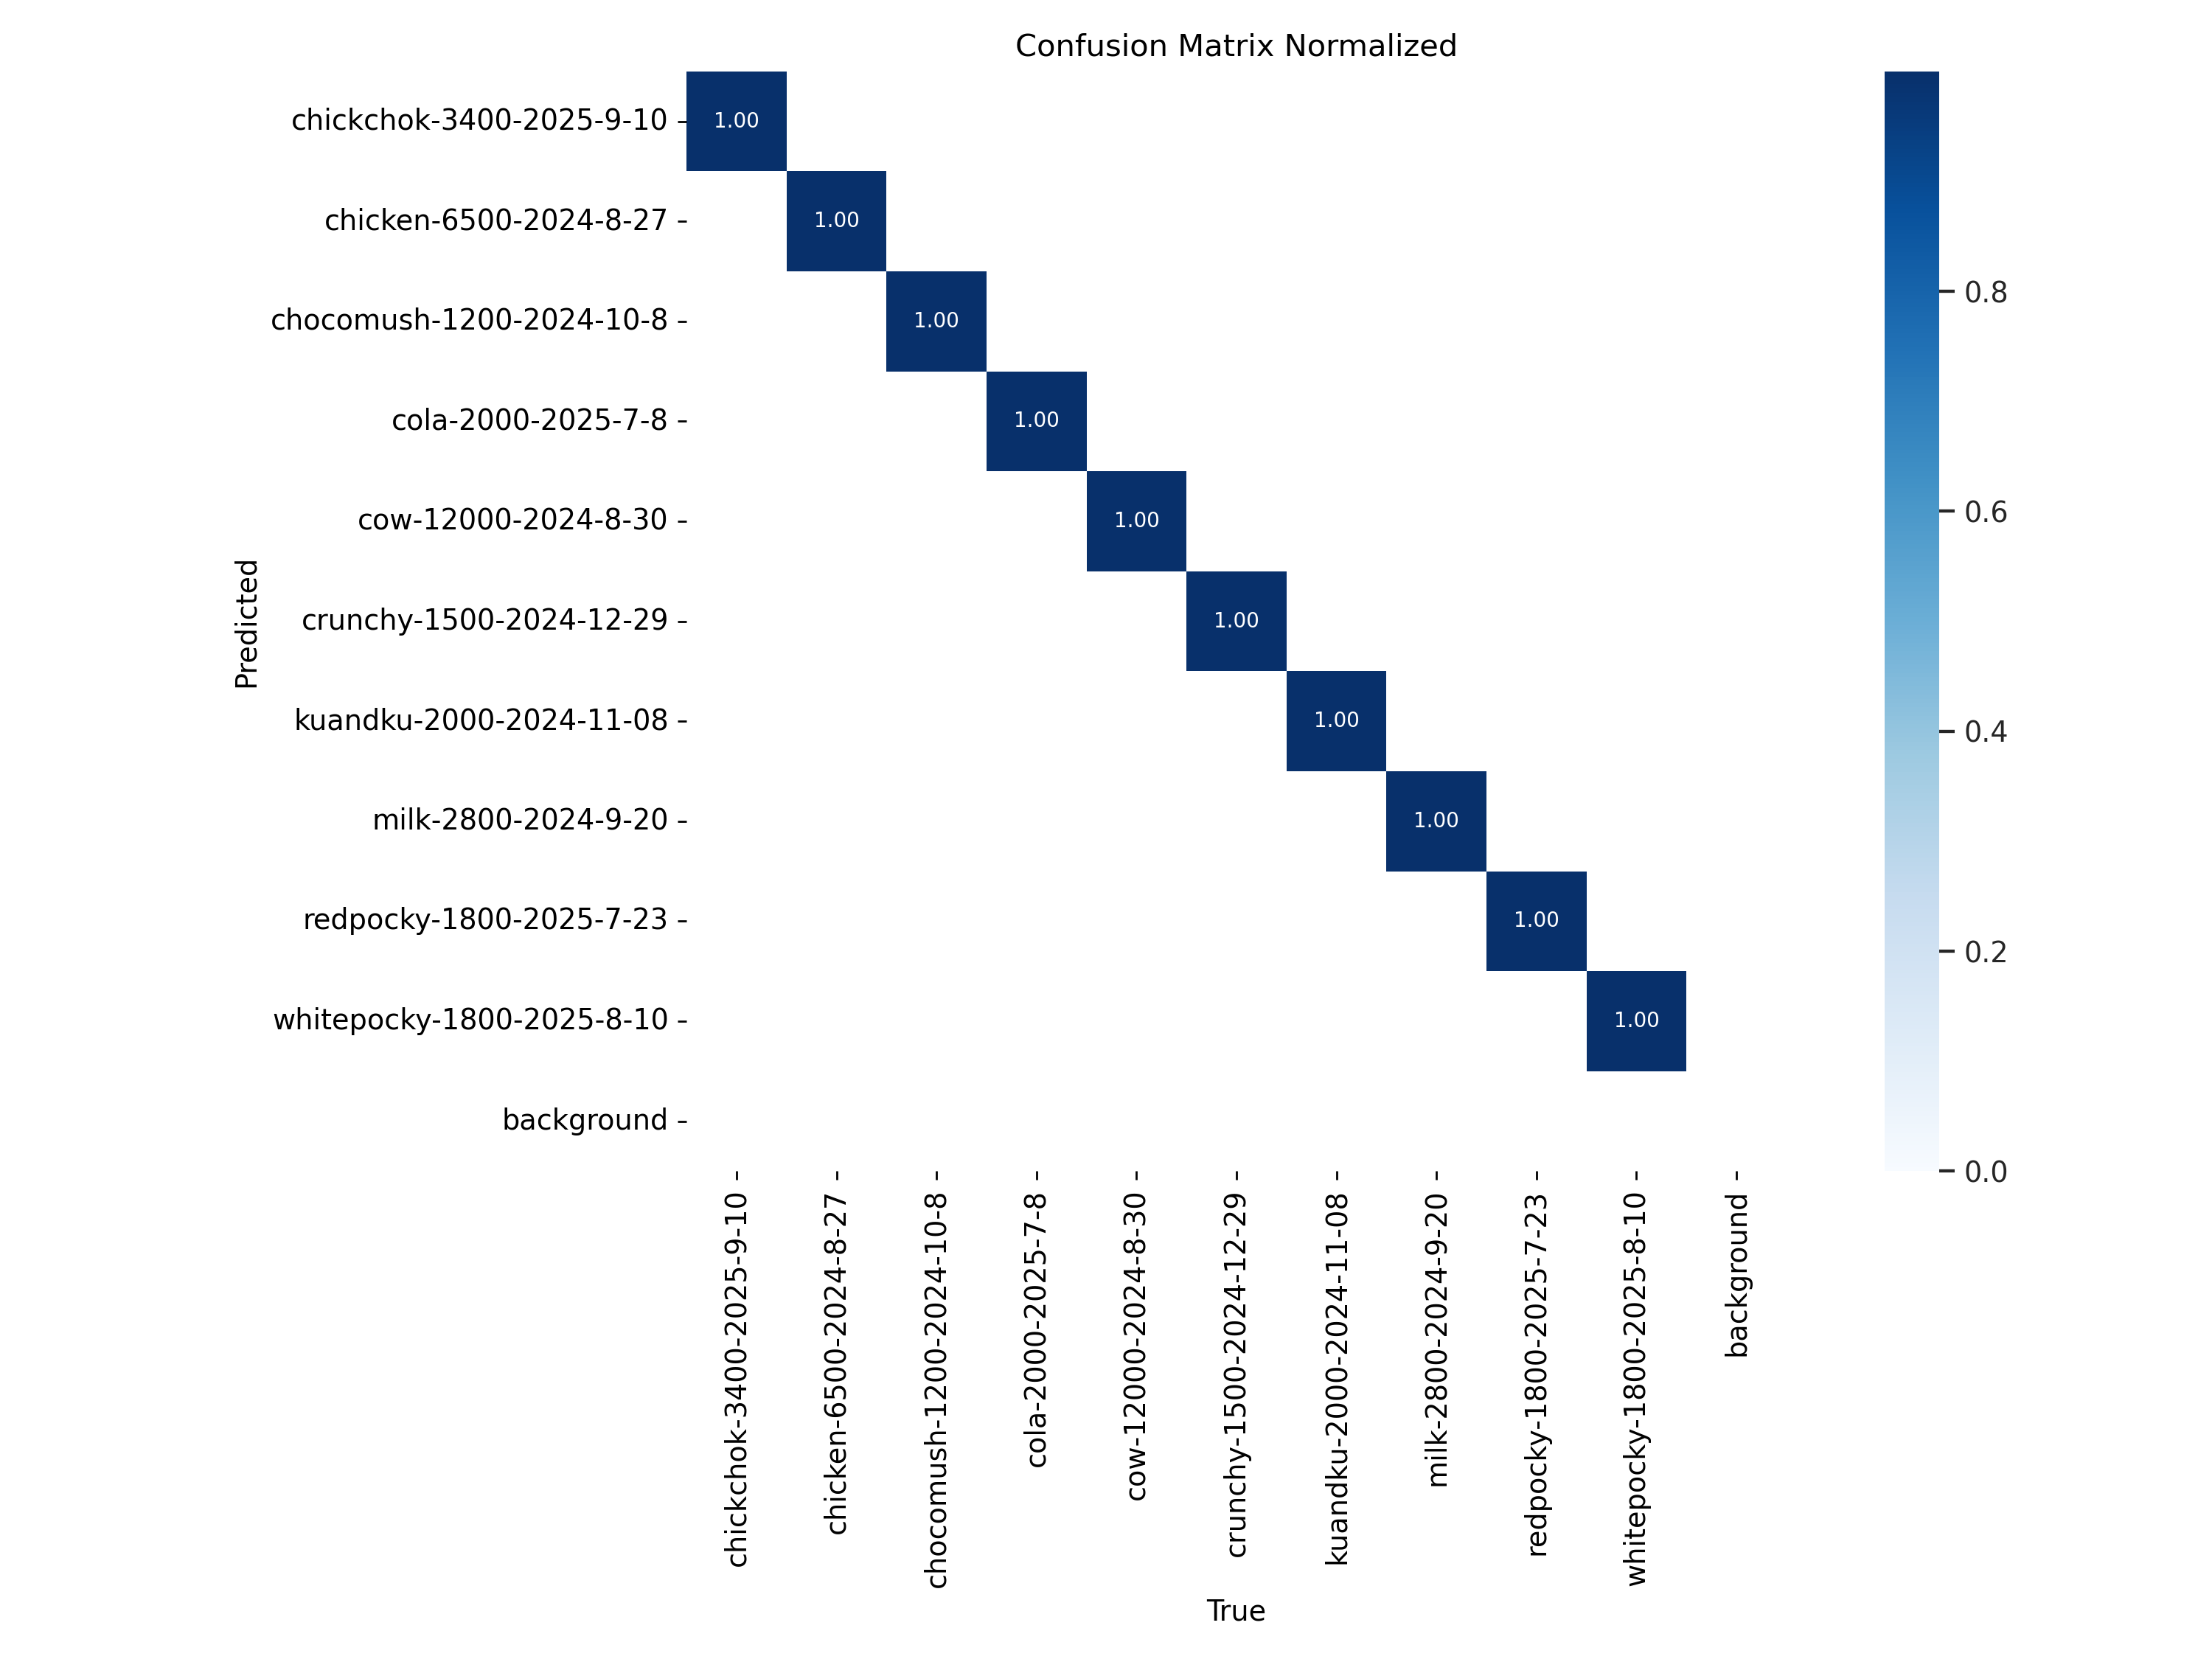 Confusion Matrix Normalized
chickchok-3400-2025-9-10
1.00
chicken-6500-2024-8-27
1.00
chocomush-1200-2024-10-8
1.00
cola-2000-2025-7-8
1.00
cow-12000-2024-8-30
1.00
crunchy-1500-2024-12-29
1.00
kuandku-2000-2024-11-08
1.00
milk-2800-2024-9-20
1.00
redpocky-1800-2025-7-23
1.00
whitepocky-1800-2025-8-10
1.00
background
Predicted
chickchok-3400-2025-9-10
chicken-6500-2024-8-27
chocomush-1200-2024-10-8
cola-2000-2025-7-8
cow-12000-2024-8-30
crunchy-1500-2024-12-29
kuandku-2000-2024-11-08
milk-2800-2024-9-20
redpocky-1800-2025-7-23
whitepocky-1800-2025-8-10
background
True
0.8
0.6
0.4
0.2
0.0